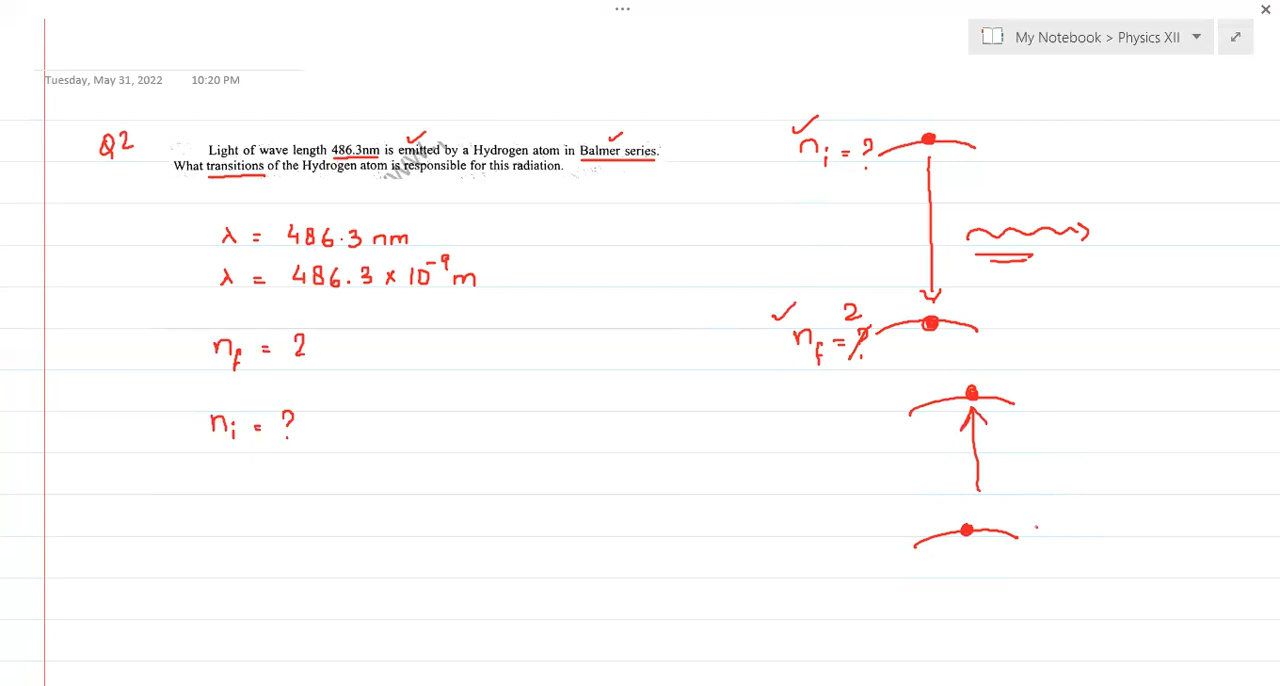 My Notebook > Physics XII
Tuesday, May 31, 2022 10:20 PM
Q2
Light of wave length 486.3nm is emitted by a Hydrogen atom in Balmer series.
What transitions of the Hydrogen atom is responsible for this radiation.
λ = 486.3 nm
λ = 486.3 × 10⁻⁹ m
n_f = 2
n_i = ?
n_i = ?
2
n_f = ?